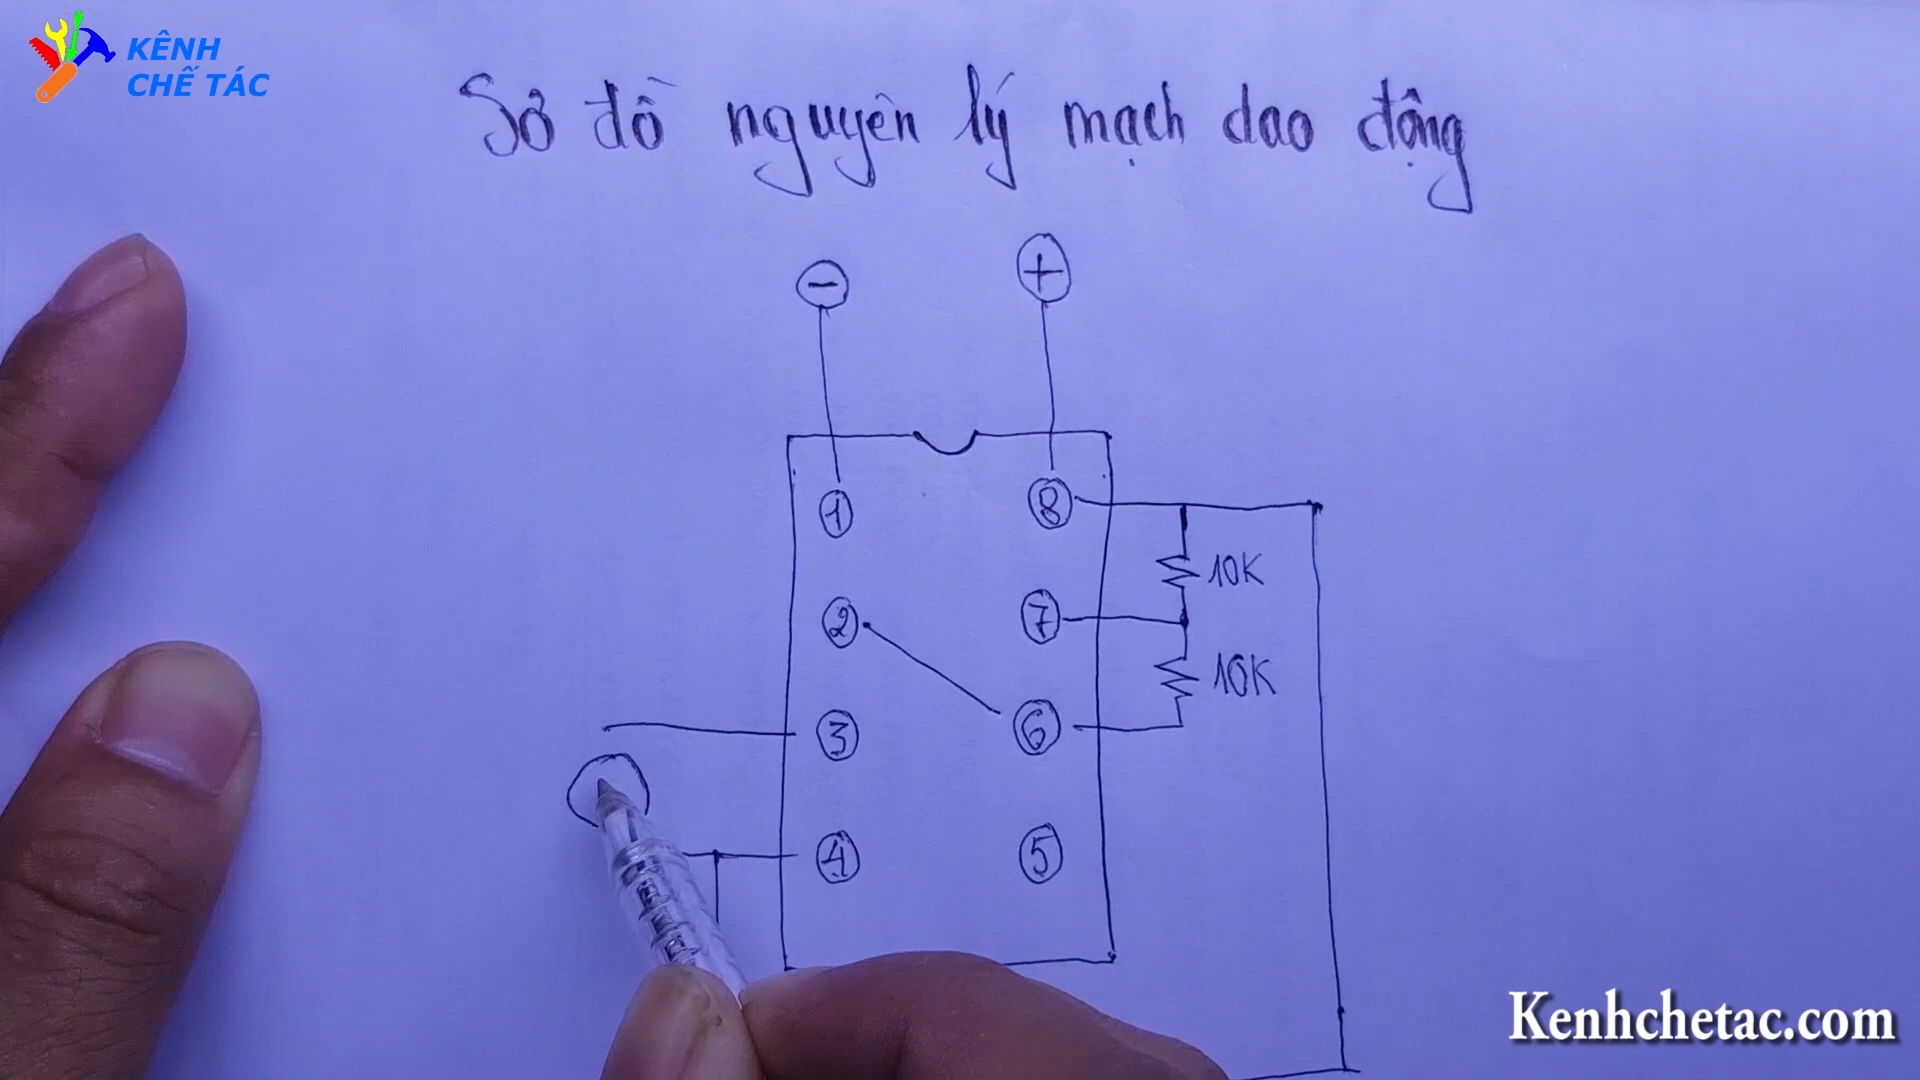 KÊNH
CHẾ TÁC
Sơ đồ nguyên lý mạch dao động
−
+
1
8
10K
2
7
10K
3
6
4
5
Kenhchetac.com